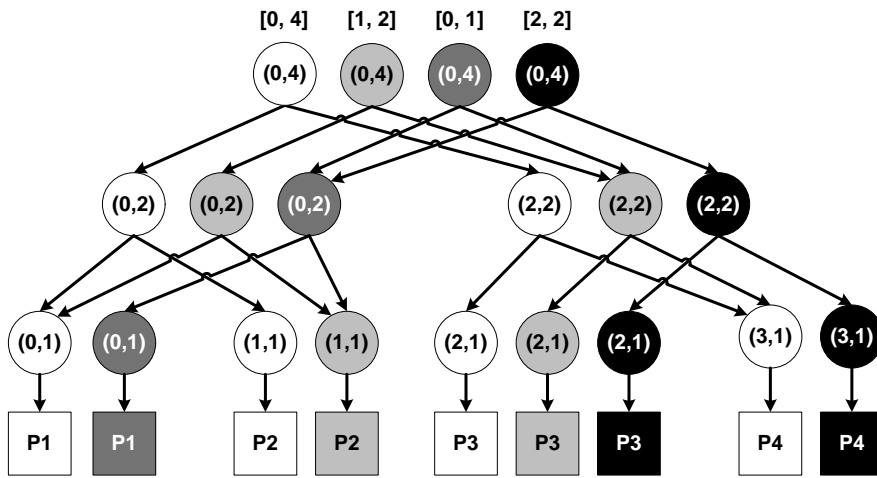 [0, 4] [1, 2] [0, 1] [2, 2]
(0,4) (0,4) (0,4) (0,4)
(0,2) (0,2) (0,2) (2,2) (2,2) (2,2)
(0,1) (0,1) (1,1) (1,1) (2,1) (2,1) (2,1) (3,1) (3,1)
P1 P1 P2 P2 P3 P3 P3 P4 P4